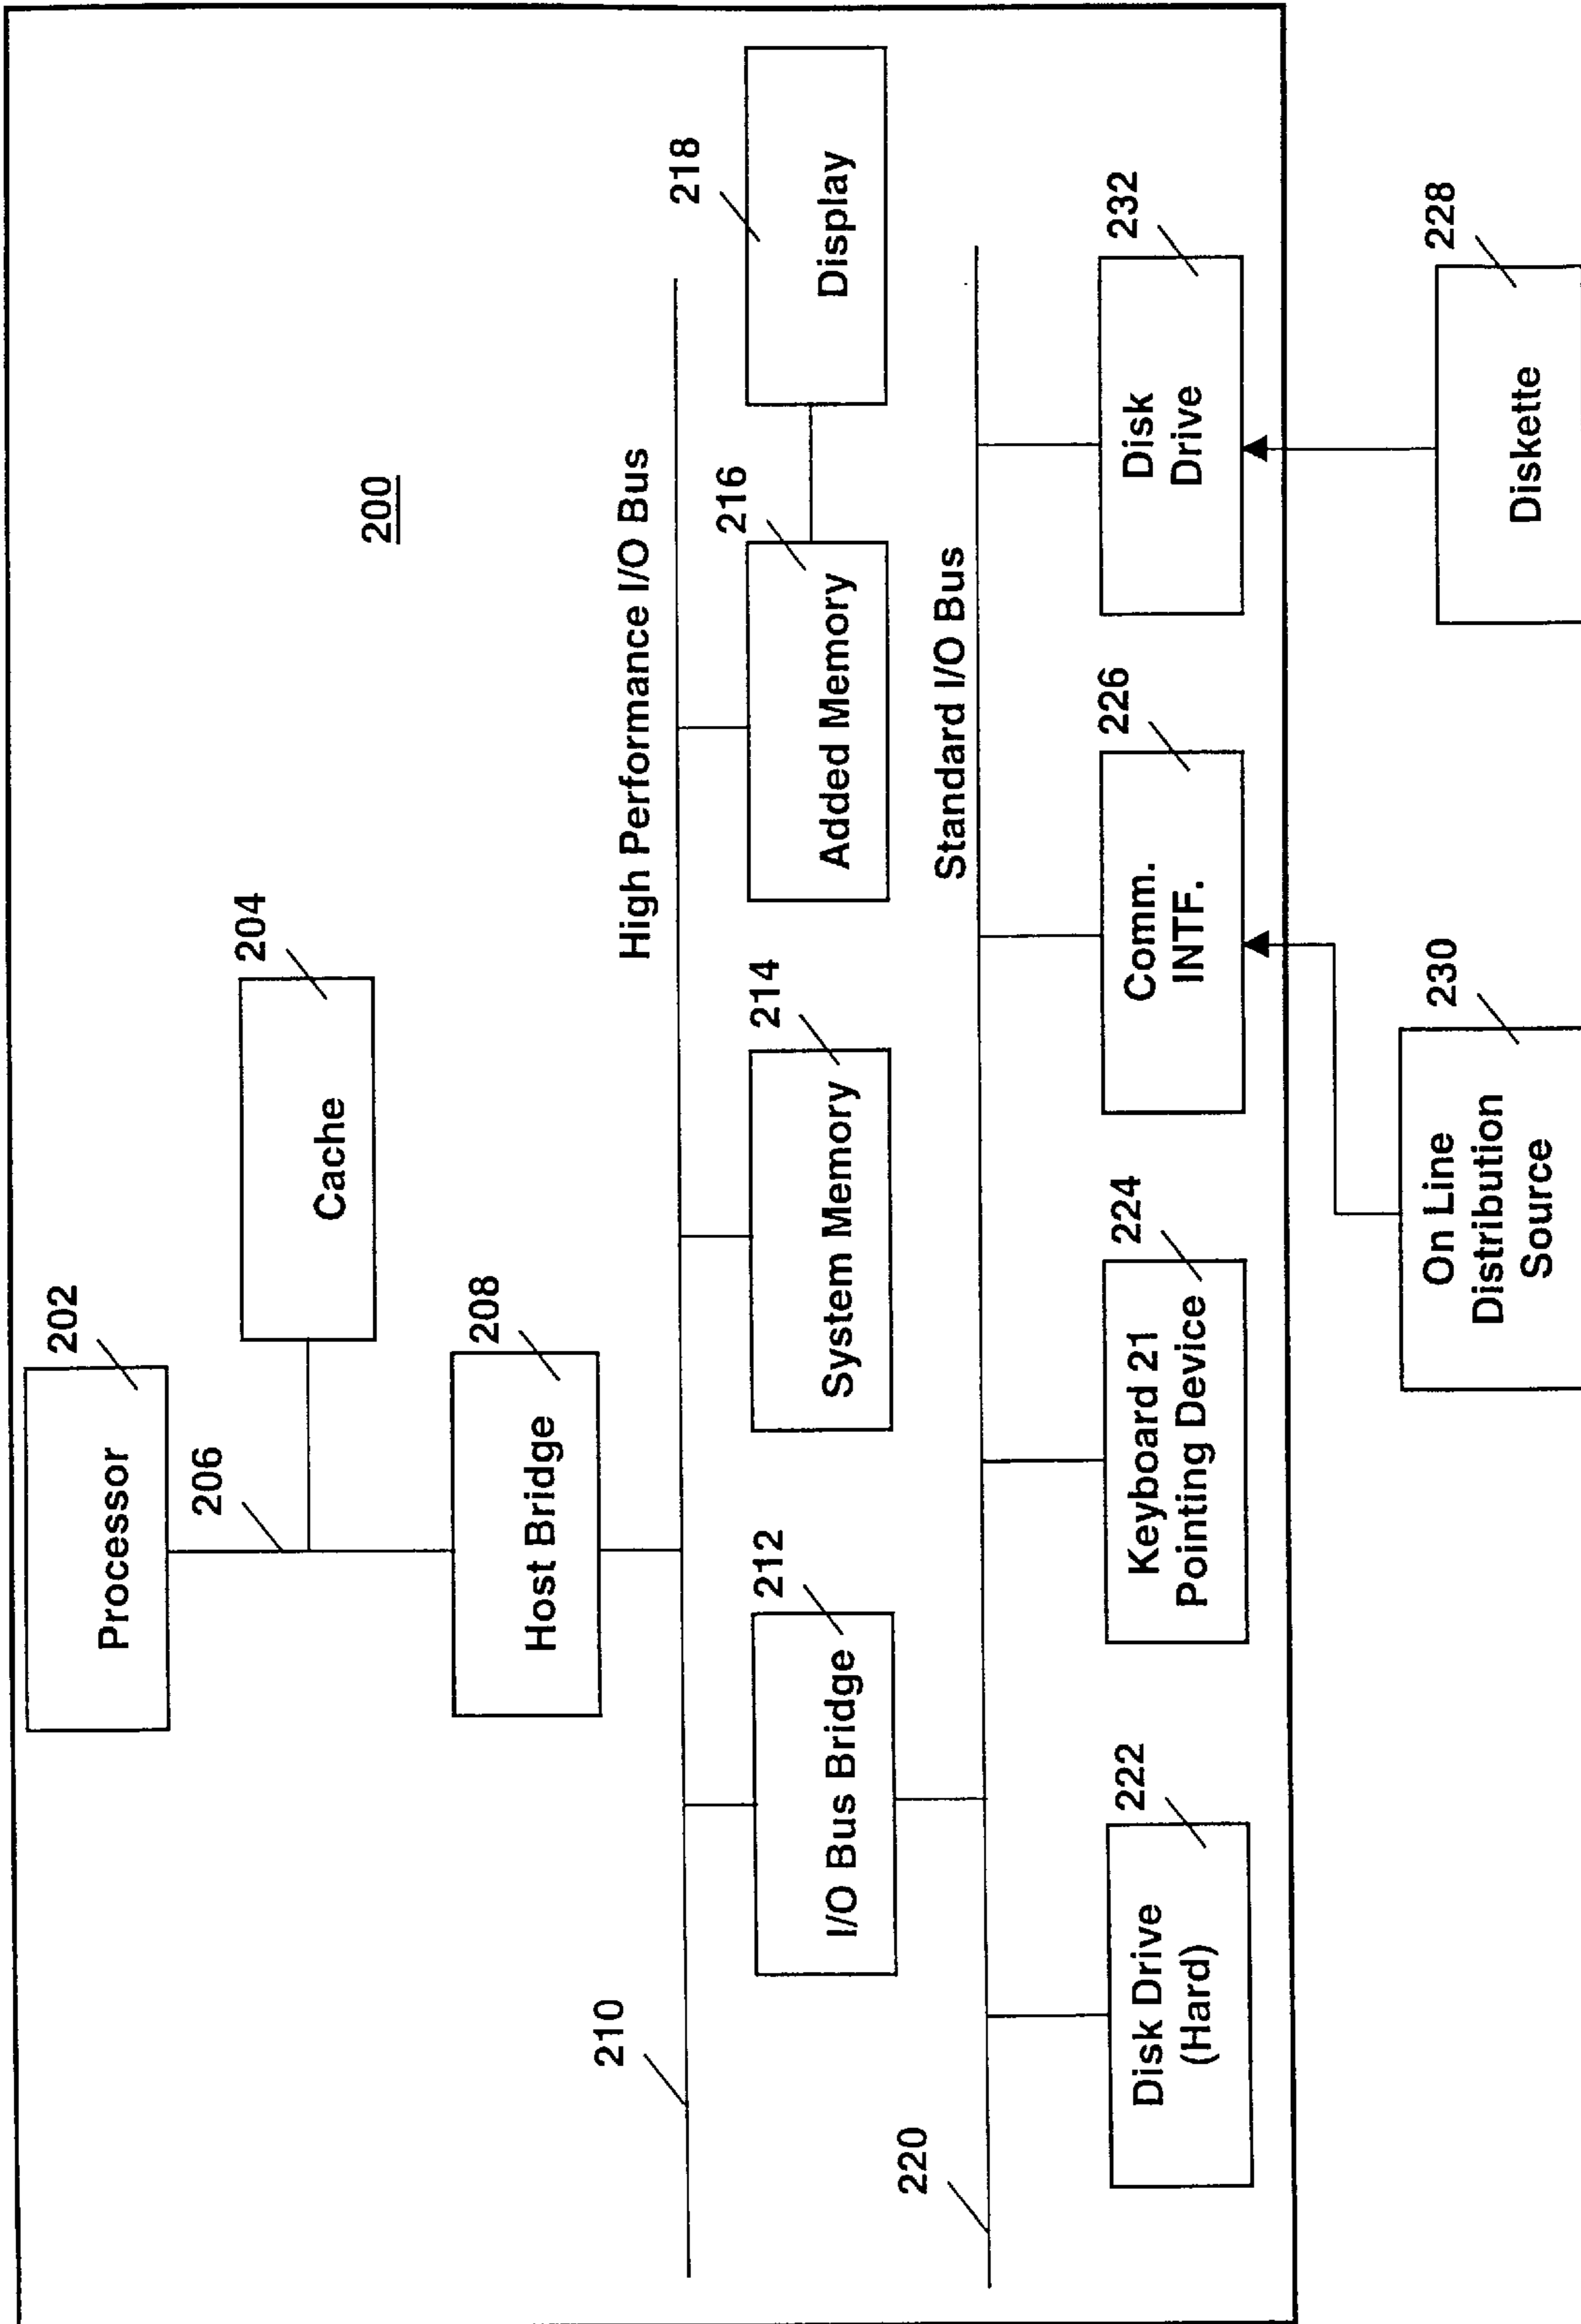 200
202
Processor
204
Cache
206
208
Host Bridge
High Performance I/O Bus
210
212
I/O Bus Bridge
214
System Memory
216
Added Memory
218
Display
Standard I/O Bus
220
222
Disk Drive
(Hard)
224
Keyboard 21
Pointing Device
226
Comm.
INTF.
232
Disk
Drive
230
On Line
Distribution
Source
228
Diskette